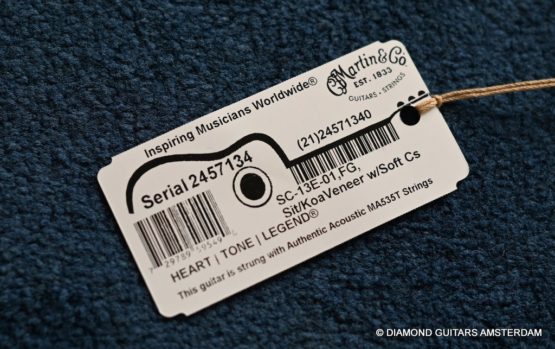 Martin & Co
EST. 1833
GUITARS • STRINGS
Inspiring Musicians Worldwide®
(21)24571340
Serial 2457134
SC-13E-01,FG,
Sit/KoaVeneer w/Soft Cs
HEART | TONE | LEGEND®
This guitar is strung with Authentic Acoustic MA535T Strings
© DIAMOND GUITARS AMSTERDAM